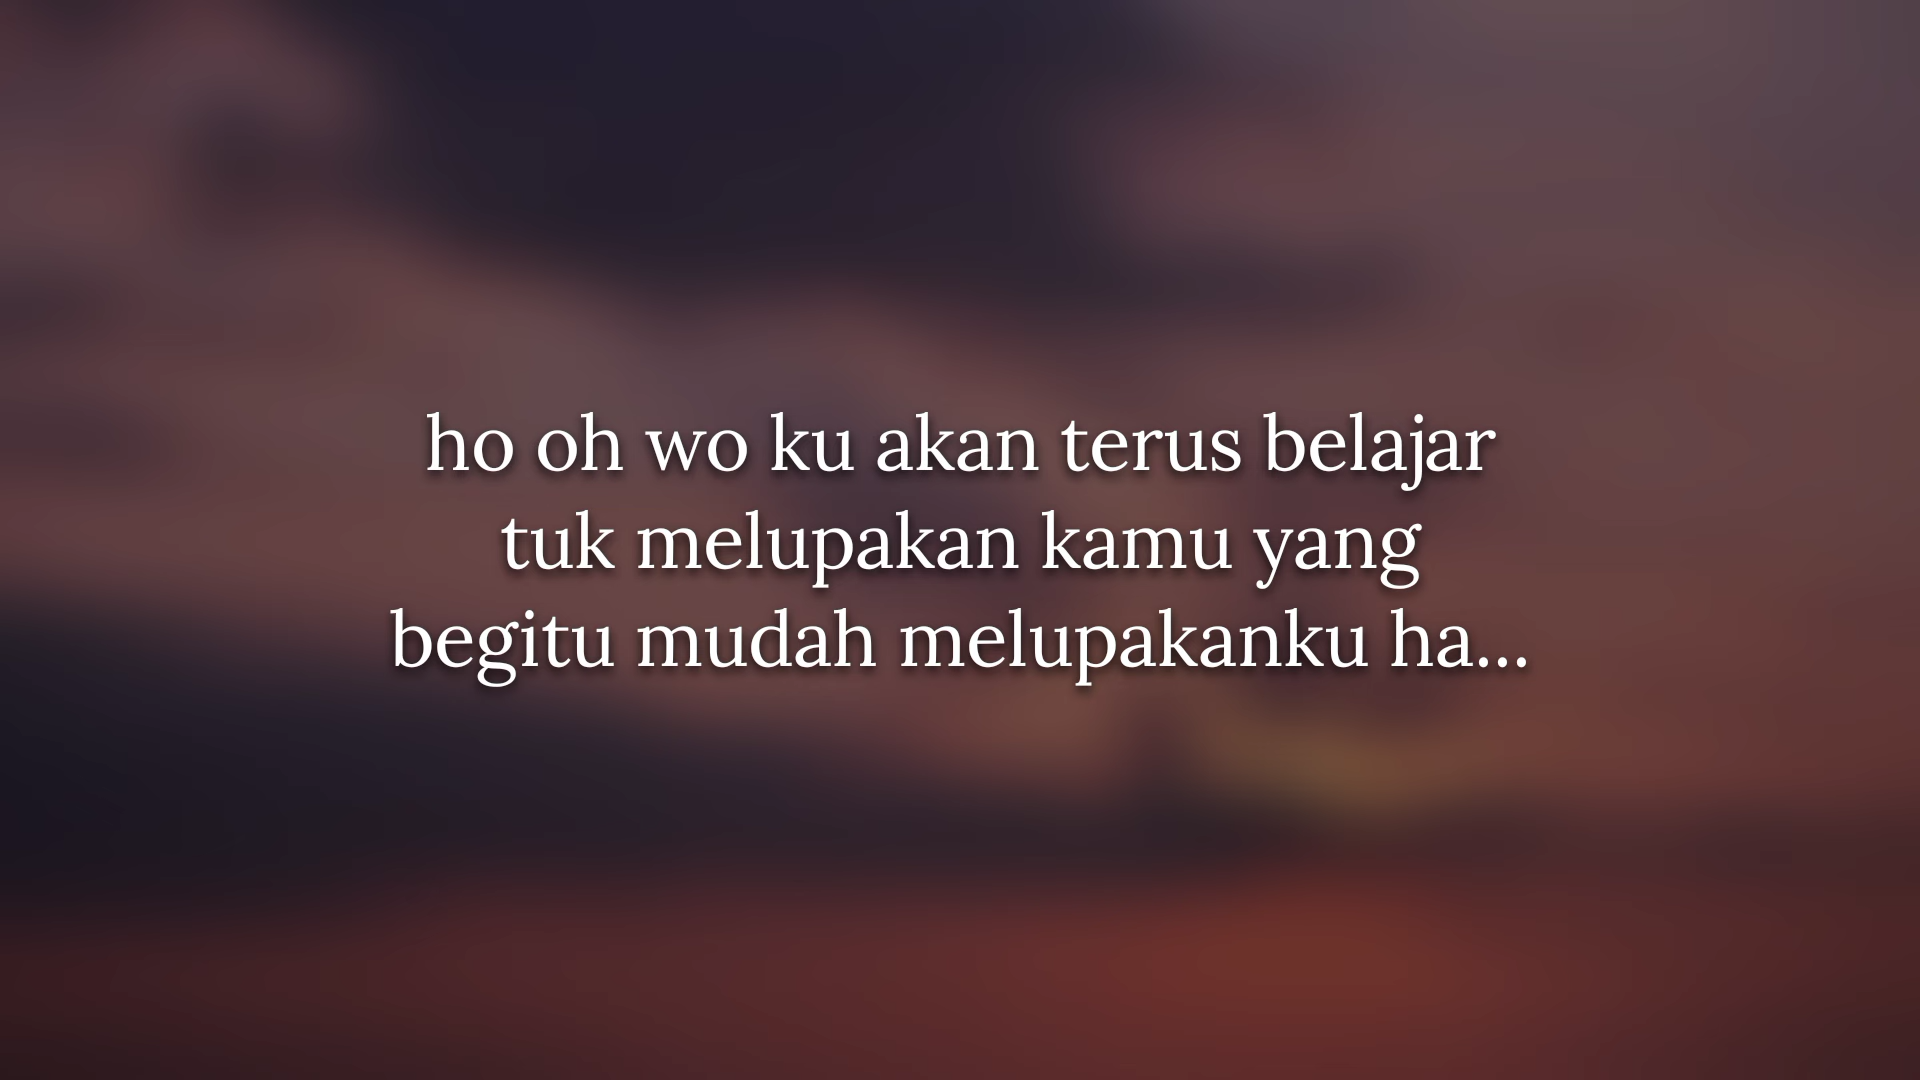 ho oh wo ku akan terus belajar
tuk melupakan kamu yang
begitu mudah melupakanku ha...